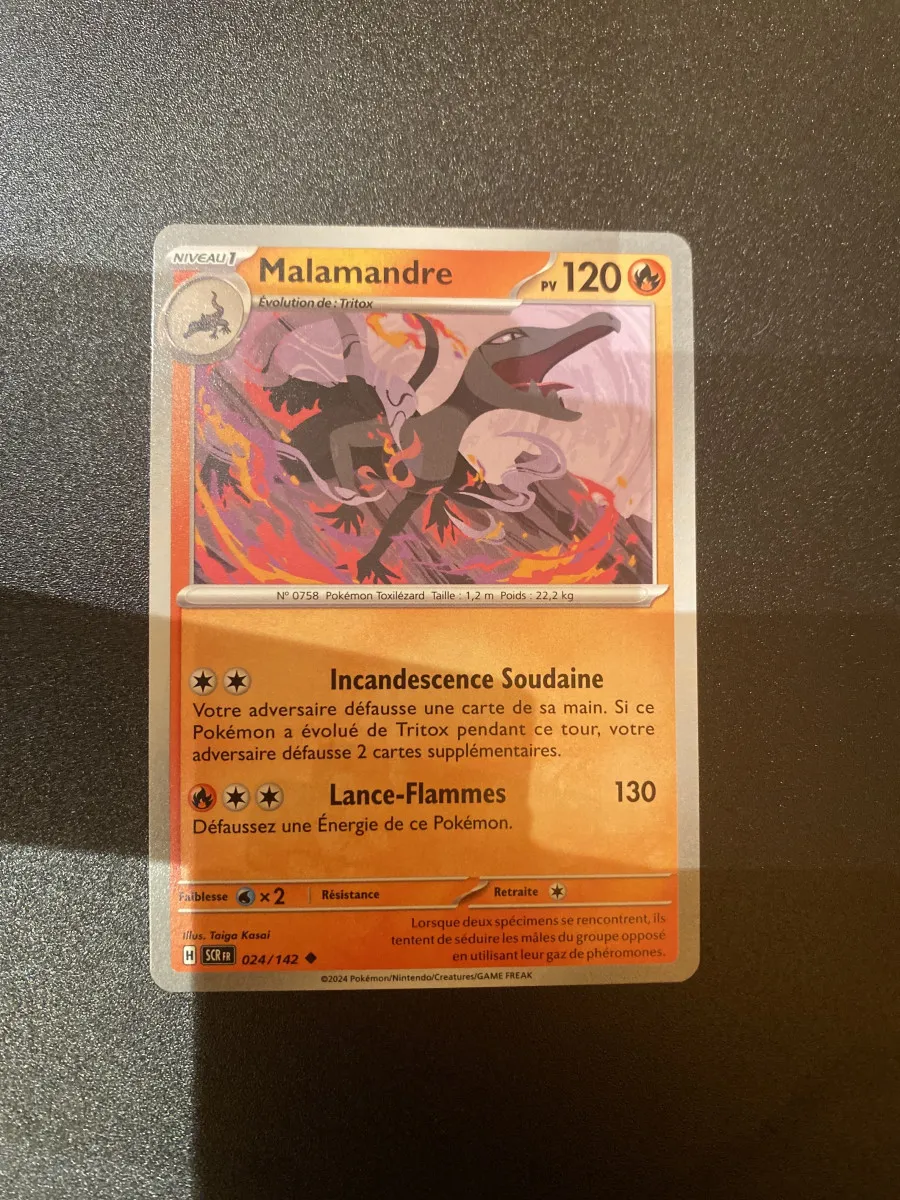 NIVEAU 1
Malamandre
PV 120
Évolution de : Tritox
N° 0758 Pokémon Toxilézard Taille : 1,2 m Poids : 22,2 kg
Incandescence Soudaine
Votre adversaire défausse une carte de sa main. Si ce
Pokémon a évolué de Tritox pendant ce tour, votre
adversaire défausse 2 cartes supplémentaires.
Lance-Flammes 130
Défaussez une Énergie de ce Pokémon.
Faiblesse ×2 Résistance Retraite
Lorsque deux spécimens se rencontrent, ils
tentent de séduire les mâles du groupe opposé
en utilisant leur gaz de phéromones.
Illus. Taiga Kasai
H SCR FR 024/142
©2024 Pokémon/Nintendo/Creatures/GAME FREAK